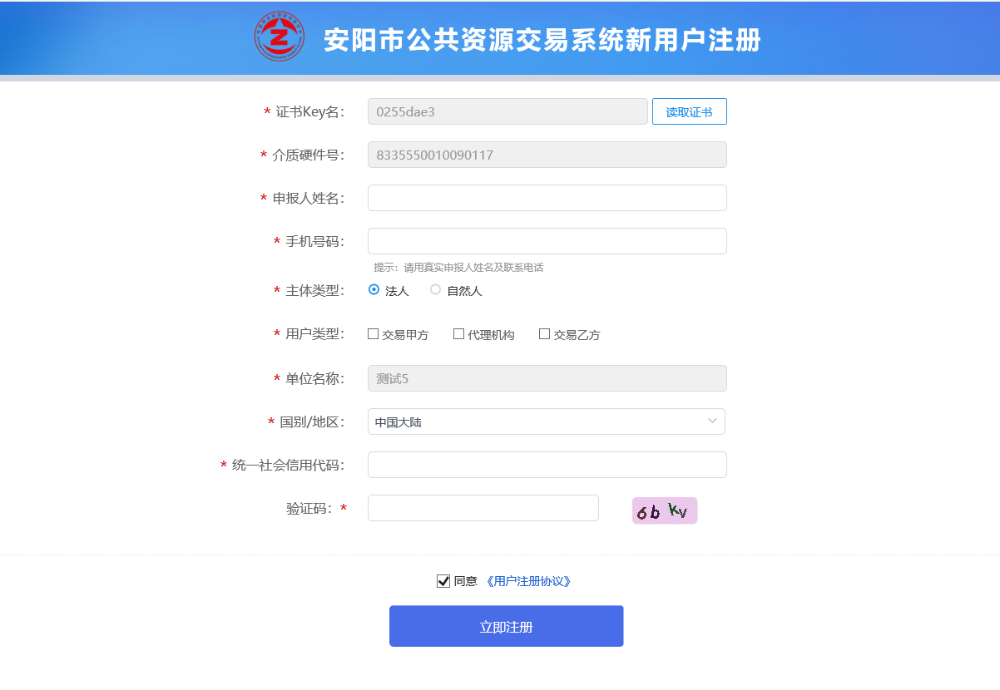 安阳市公共资源交易系统新用户注册
* 证书Key名： 0255dae3 读取证书
* 介质硬件号： 8335550010090117
* 申报人姓名：
* 手机号码：
提示：请用真实申报人姓名及联系电话
* 主体类型： 法人 自然人
* 用户类型： 交易甲方 代理机构 交易乙方
* 单位名称： 测试5
* 国别/地区： 中国大陆
* 统一社会信用代码：
验证码：* 6b kv
同意 《用户注册协议》
立即注册